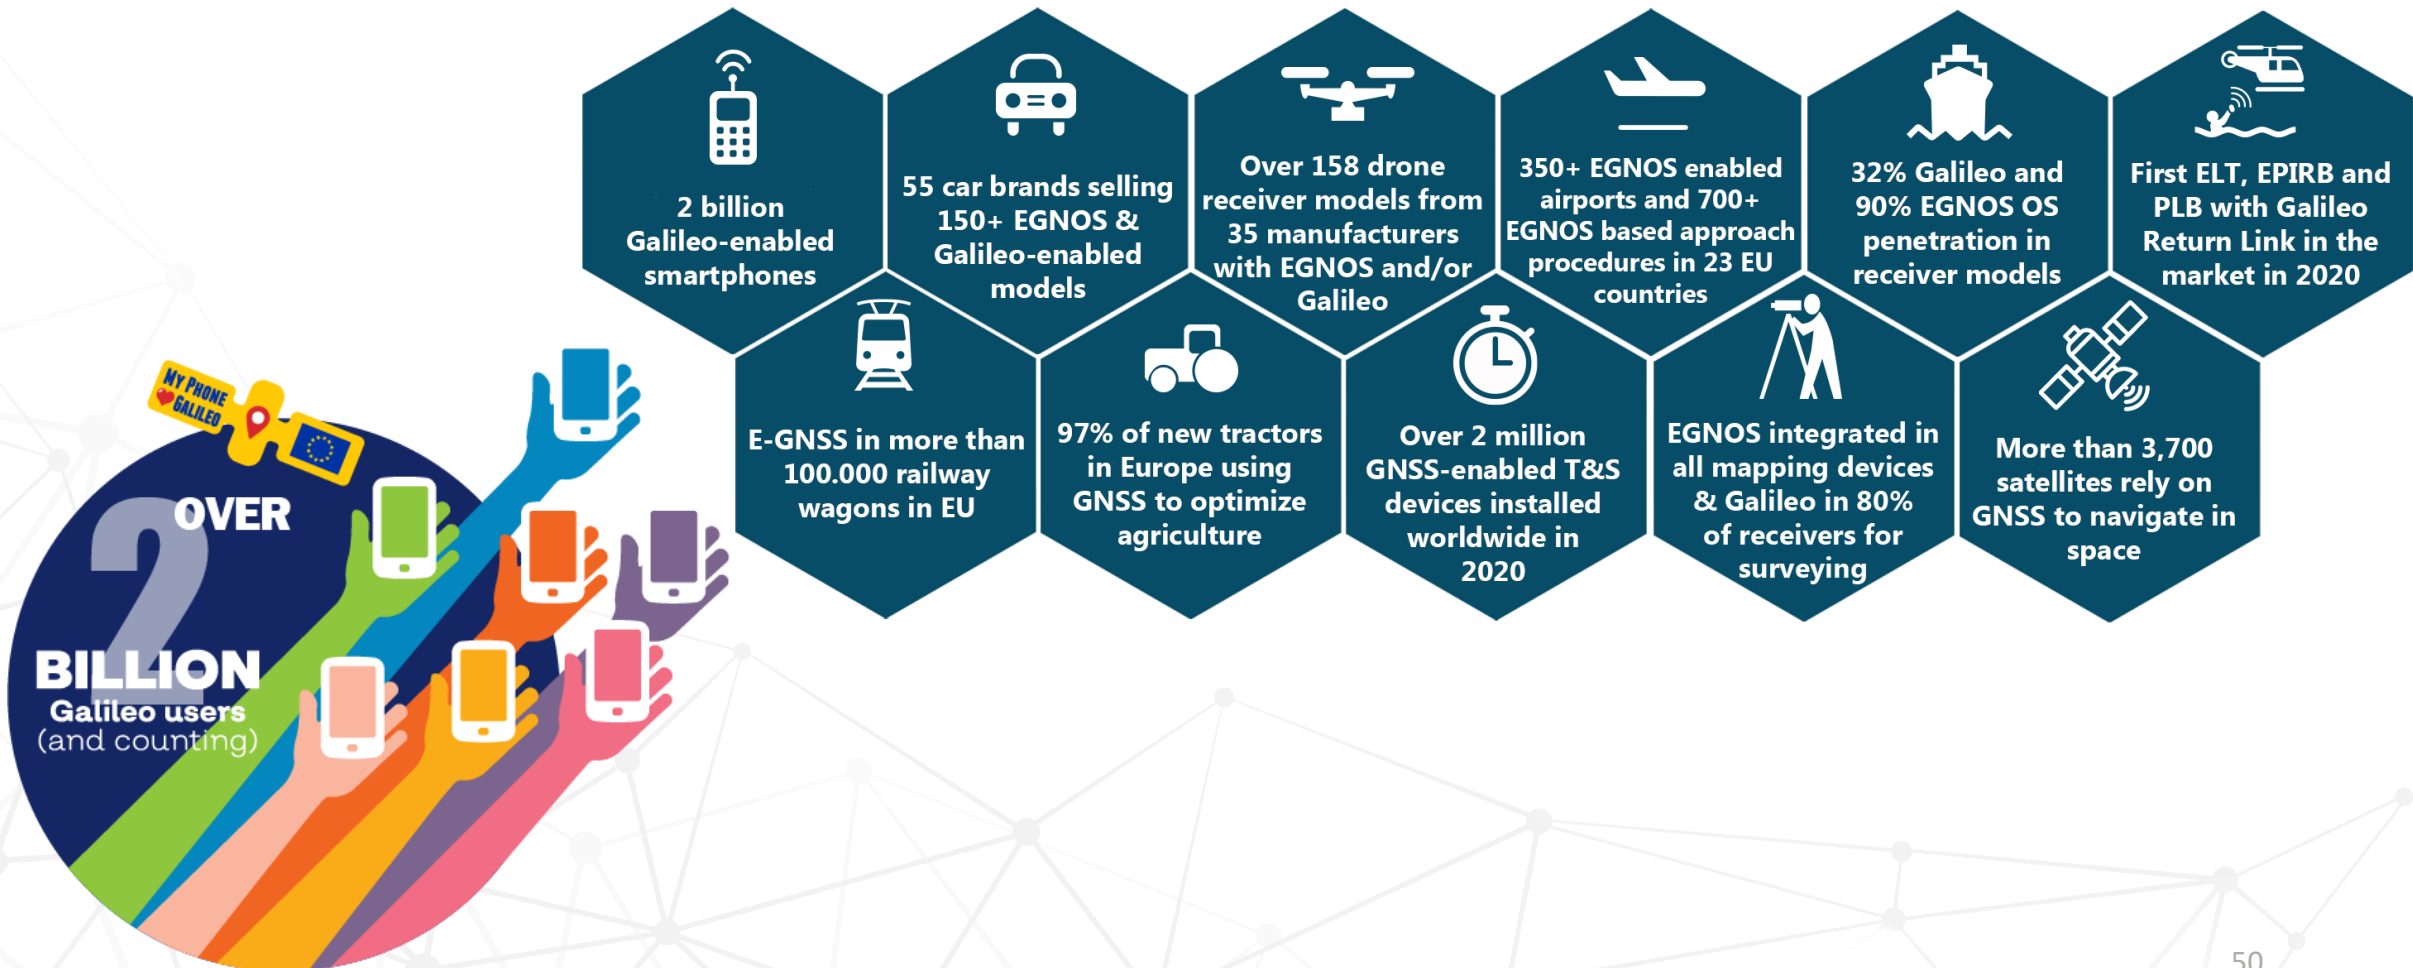 2 billion
Galileo-enabled
smartphones
55 car brands selling
150+ EGNOS &
Galileo-enabled
models
Over 158 drone
receiver models from
35 manufacturers
with EGNOS and/or
Galileo
350+ EGNOS enabled
airports and 700+
EGNOS based approach
procedures in 23 EU
countries
32% Galileo and
90% EGNOS OS
penetration in
receiver models
First ELT, EPIRB and
PLB with Galileo
Return Link in the
market in 2020
E-GNSS in more than
100.000 railway
wagons in EU
97% of new tractors
in Europe using
GNSS to optimize
agriculture
Over 2 million
GNSS-enabled T&S
devices installed
worldwide in
2020
EGNOS integrated in
all mapping devices
& Galileo in 80%
of receivers for
surveying
More than 3,700
satellites rely on
GNSS to navigate in
space
MY PHONE
GALILEO
OVER
2
BILLION
Galileo users
(and counting)
50